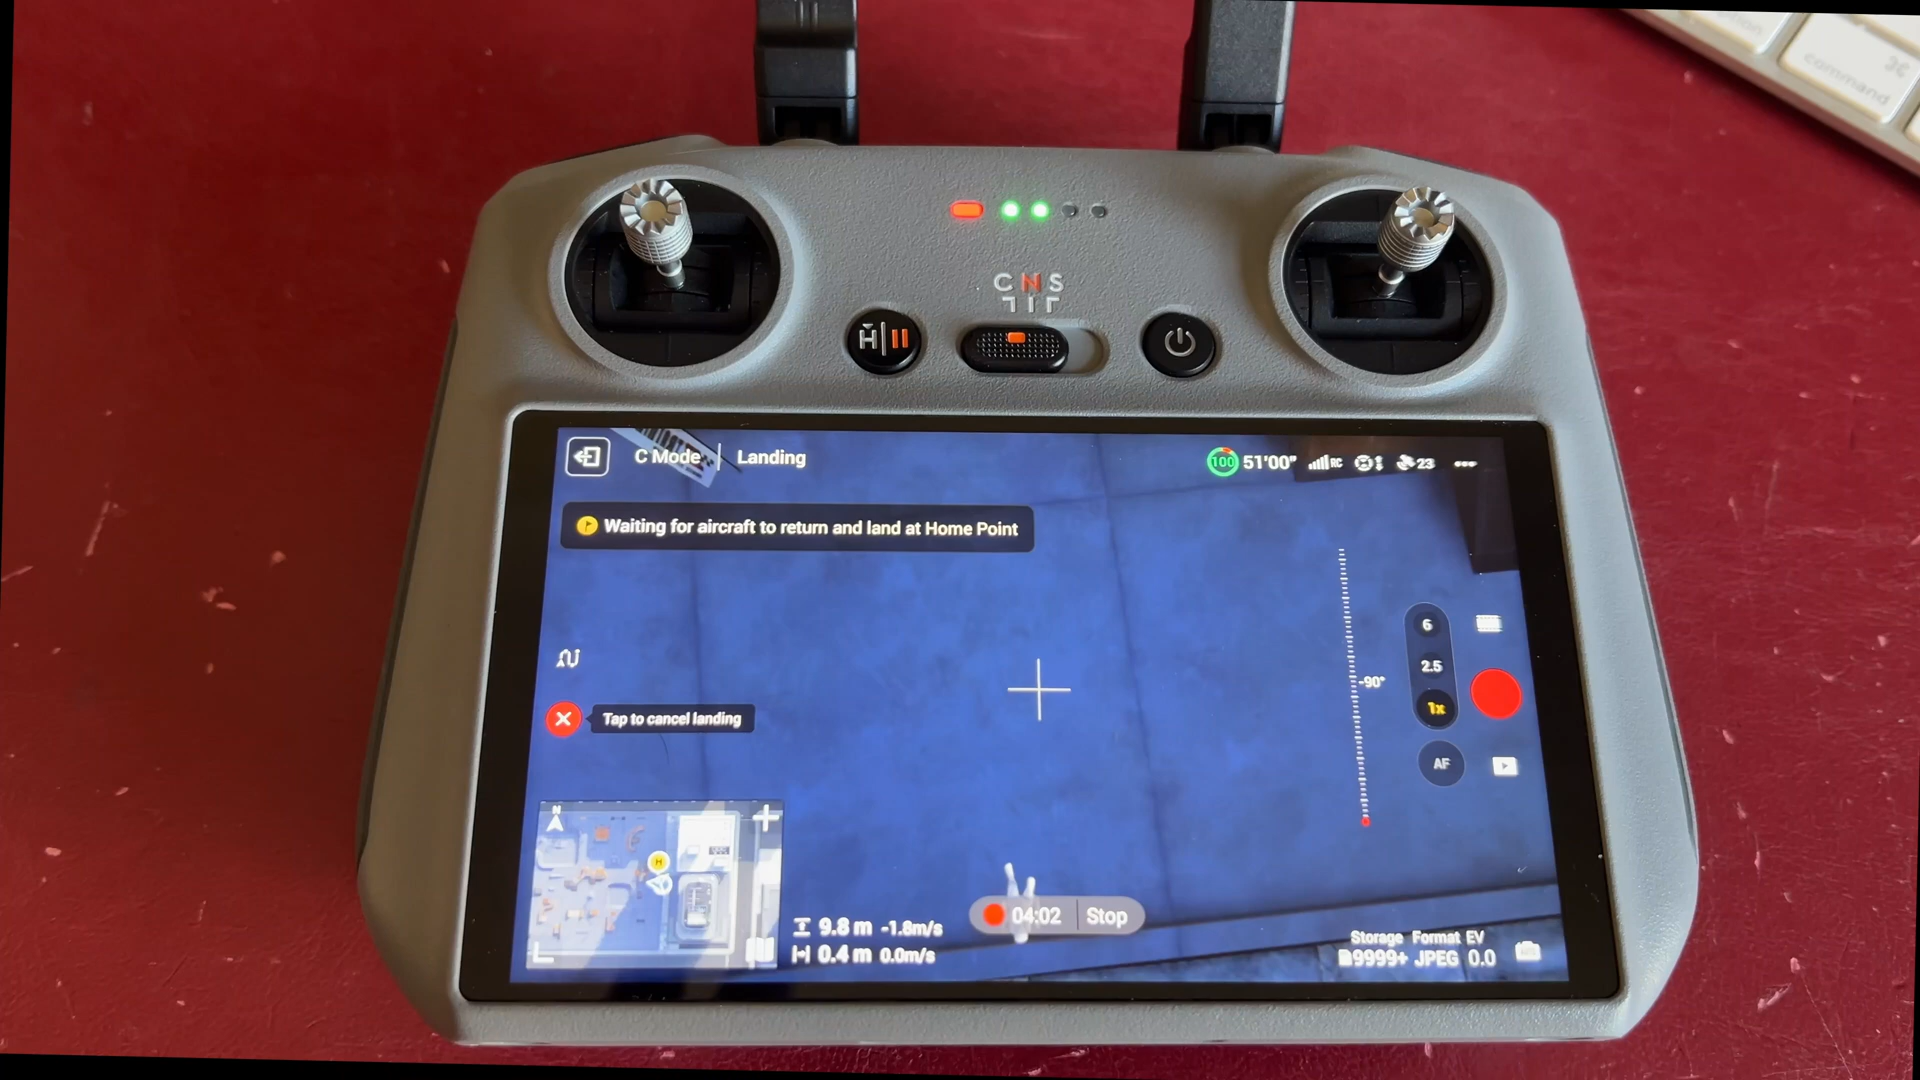 command
C N S
H
C Mode | Landing
100 51'00" RC 23
Waiting for aircraft to return and land at Home Point
6
2.5
-90°
1x
Tap to cancel landing
AF
N
H
9.8 m -1.8m/s
H 0.4 m 0.0m/s
04:02 Stop
Storage Format EV
9999+ JPEG 0.0